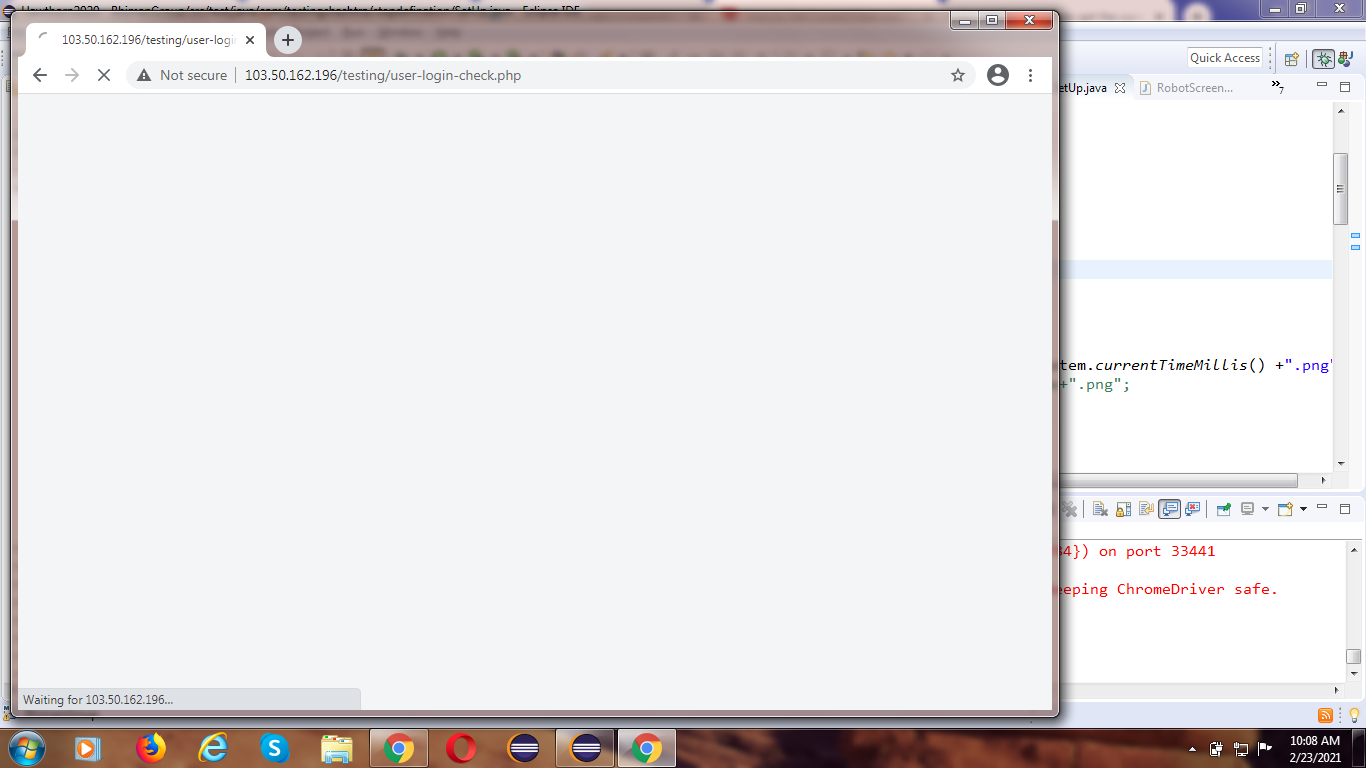 103.50.162.196/testing/user-logi
Not secure
103.50.162.196/testing/user-login-check.php
Quick Access
etUp.java
RobotScreen...
7
tem.currentTimeMillis() +".png"
+".png";
34}) on port 33441
eeping ChromeDriver safe.
Waiting for 103.50.162.196...
10:08 AM
2/23/2021